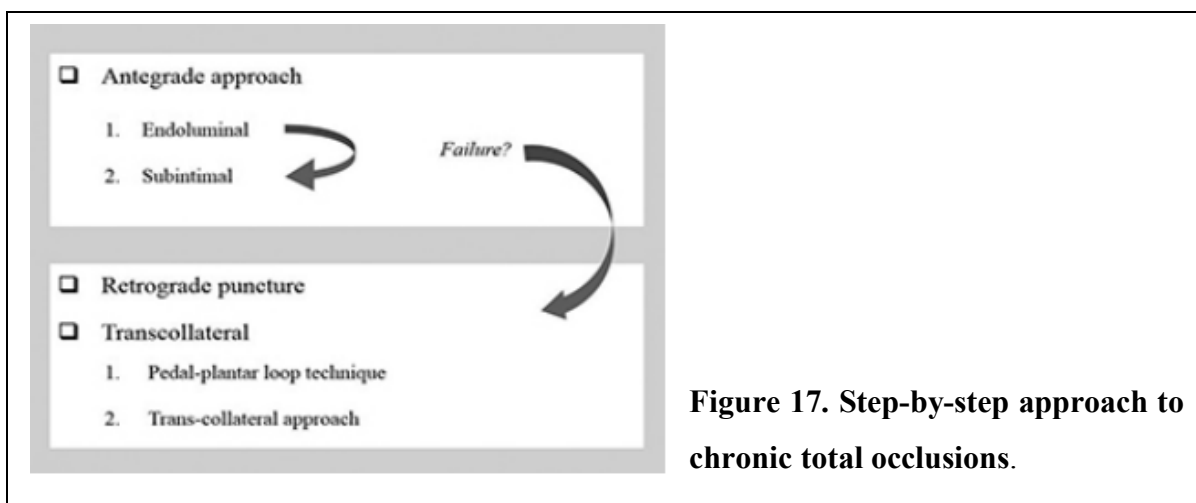 ❑ Antegrade approach
1. Endoluminal
2. Subintimal
Failure?
❑ Retrograde puncture
❑ Transcollateral
1. Pedal-plantar loop technique
2. Trans-collateral approach
Figure 17. Step-by-step approach to
chronic total occlusions.